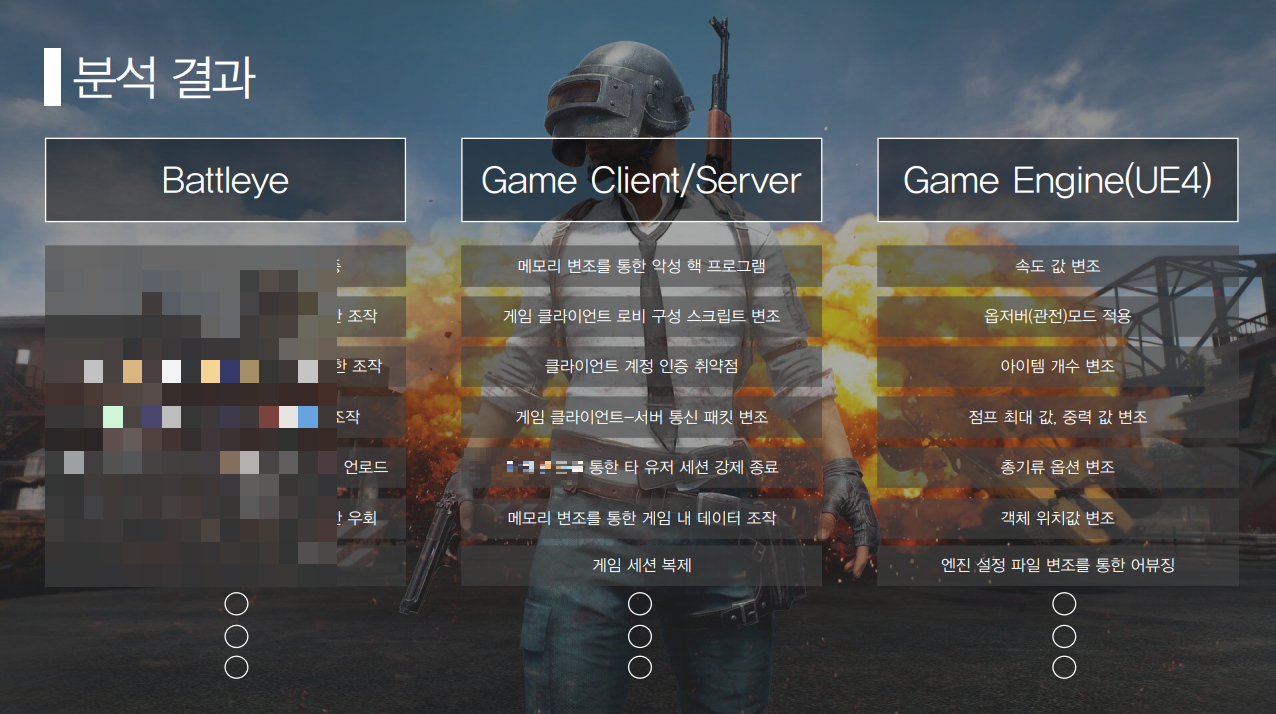 분석 결과
Battleye
조작
조작
조작
언로드
우회
Game Client/Server
메모리 변조를 통한 악성 핵 프로그램
게임 클라이언트 로비 구성 스크립트 변조
클라이언트 계정 인증 취약점
게임 클라이언트-서버 통신 패킷 변조
통한 타 유저 세션 강제 종료
메모리 변조를 통한 게임 내 데이터 조작
게임 세션 복제
Game Engine(UE4)
속도 값 변조
옵저버(관전)모드 적용
아이템 개수 변조
점프 최대 값, 중력 값 변조
총기류 옵션 변조
객체 위치값 변조
엔진 설정 파일 변조를 통한 어뷰징